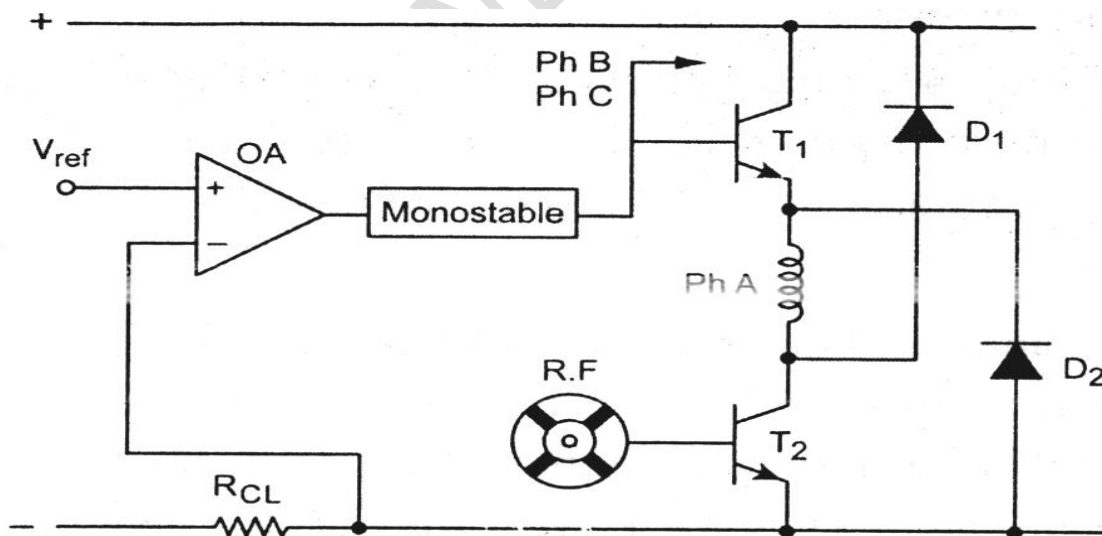 +
Ph B
Ph C
V_ref
OA
+
−
Monostable
T₁
D₁
Ph A
R.F
T₂
D₂
R_CL
−